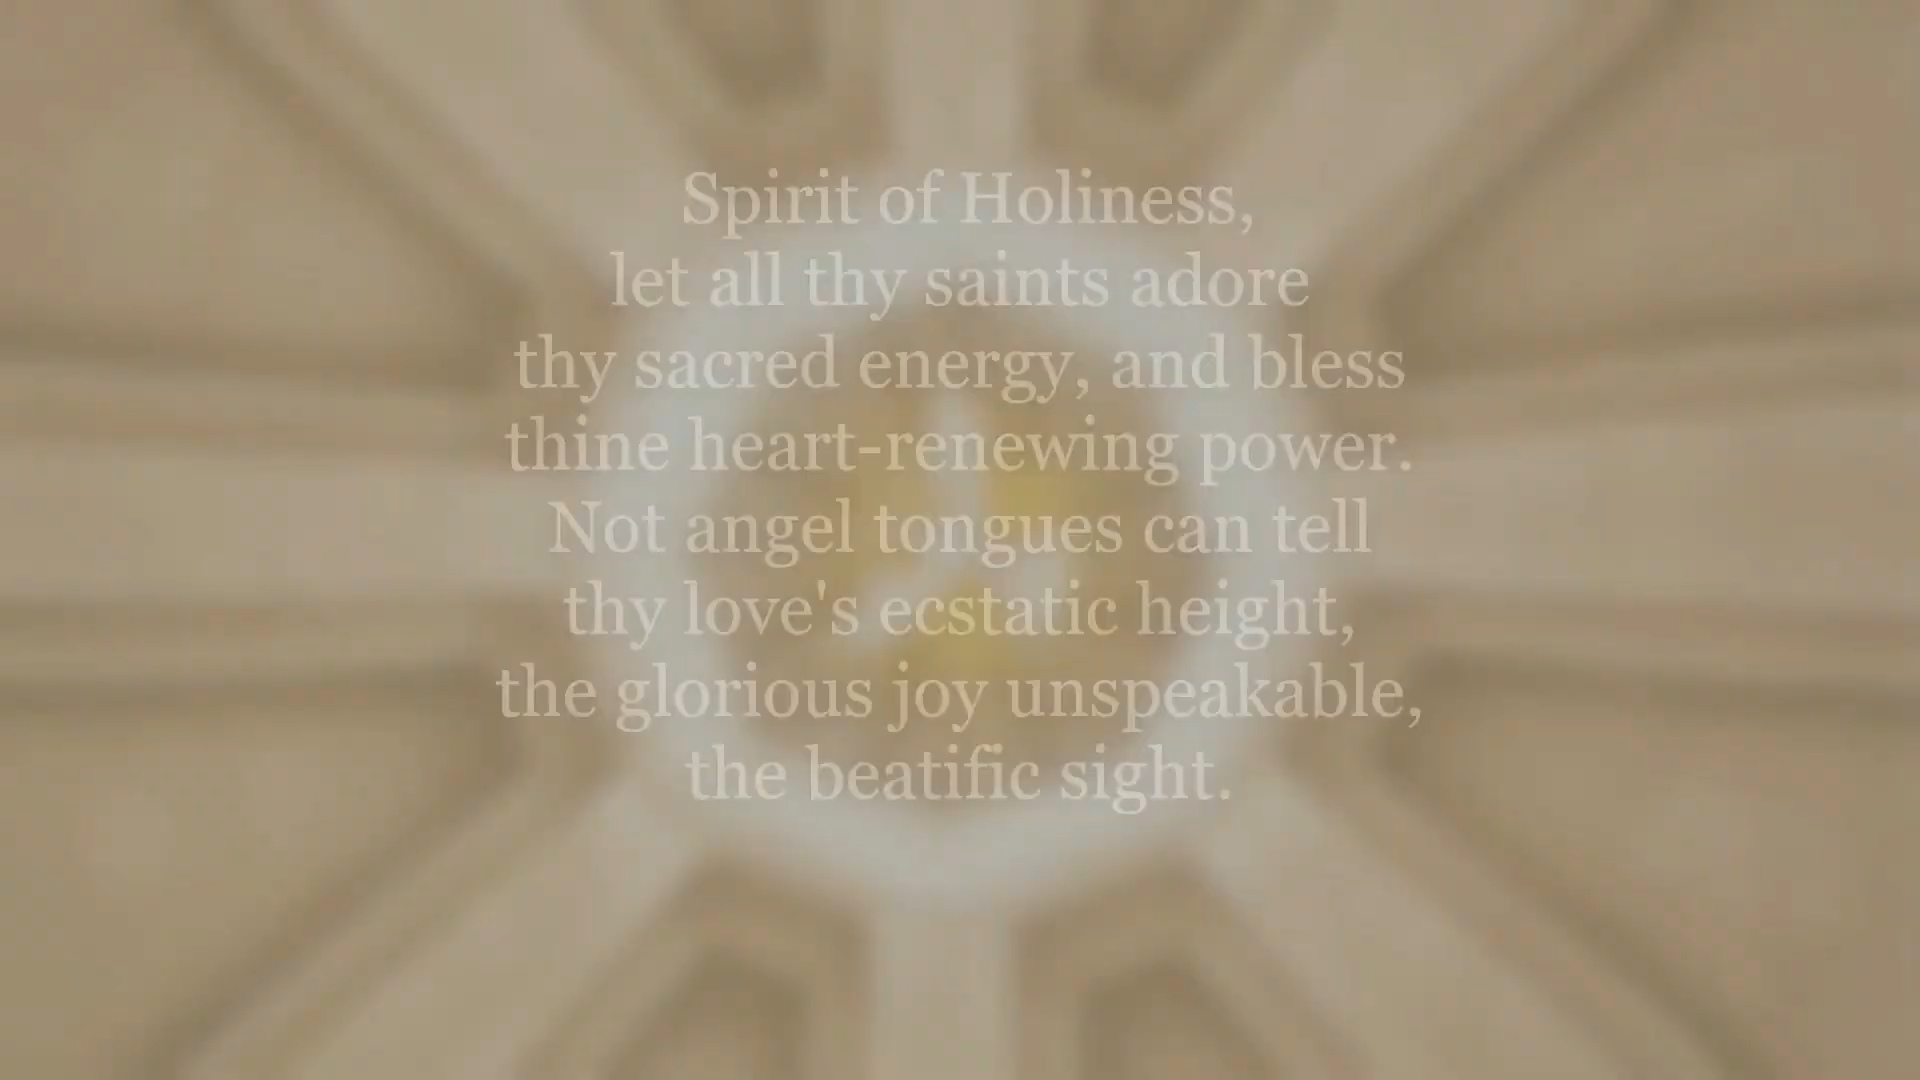 Spirit of Holiness,
let all thy saints adore
thy sacred energy, and bless
thine heart-renewing power.
Not angel tongues can tell
thy love's ecstatic height,
the glorious joy unspeakable,
the beatific sight.